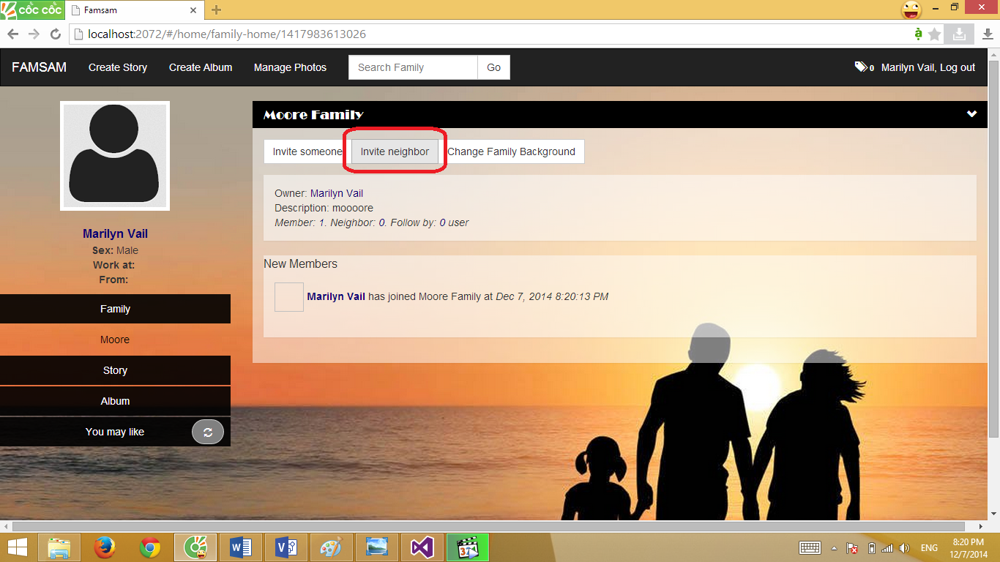 cốc cốc
Famsam
localhost:2072/#/home/family-home/1417983613026
FAMSAM Create Story Create Album Manage Photos Search Family Go 0 Marilyn Vail, Log out
Marilyn Vail
Sex: Male
Work at:
From:
Family
Moore
Story
Album
You may like
Moore Family
Invite someone Invite neighbor Change Family Background
Owner: Marilyn Vail
Description: moooore
Member: 1. Neighbor: 0. Follow by: 0 user
New Members
Marilyn Vail has joined Moore Family at Dec 7, 2014 8:20:13 PM
ENG
8:20 PM
12/7/2014